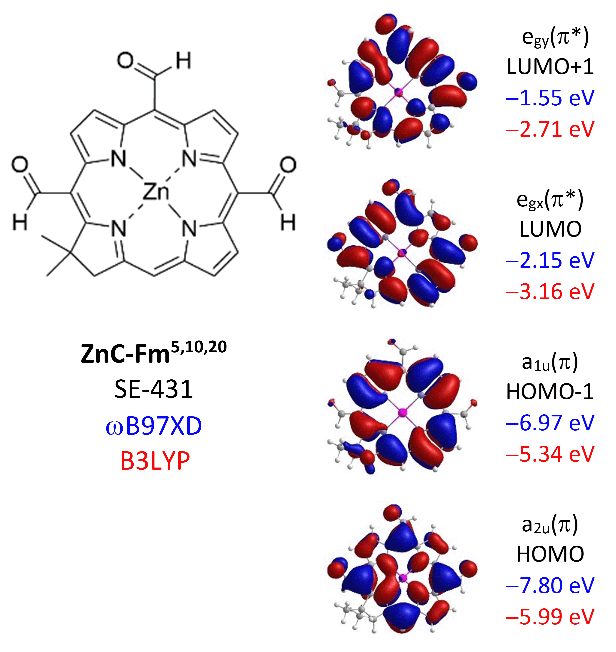 O
H
N
N
Zn
N
N
O
H
O
H
ZnC-Fm5,10,20
SE-431
ωB97XD
B3LYP
egy(π*)
LUMO+1
−1.55 eV
−2.71 eV
egx(π*)
LUMO
−2.15 eV
−3.16 eV
a1u(π)
HOMO-1
−6.97 eV
−5.34 eV
a2u(π)
HOMO
−7.80 eV
−5.99 eV